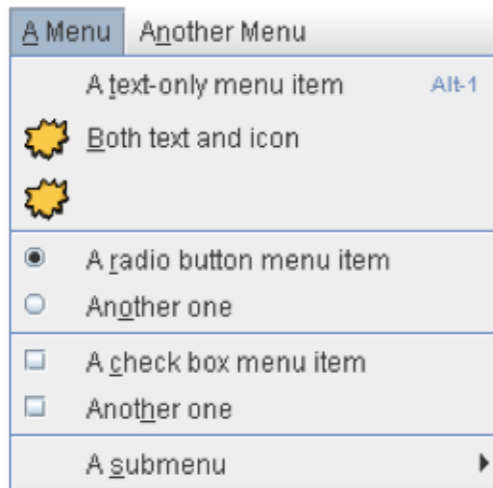 A Menu Another Menu
A text-only menu item Alt-1
Both text and icon
A radio button menu item
Another one
A check box menu item
Another one
A submenu